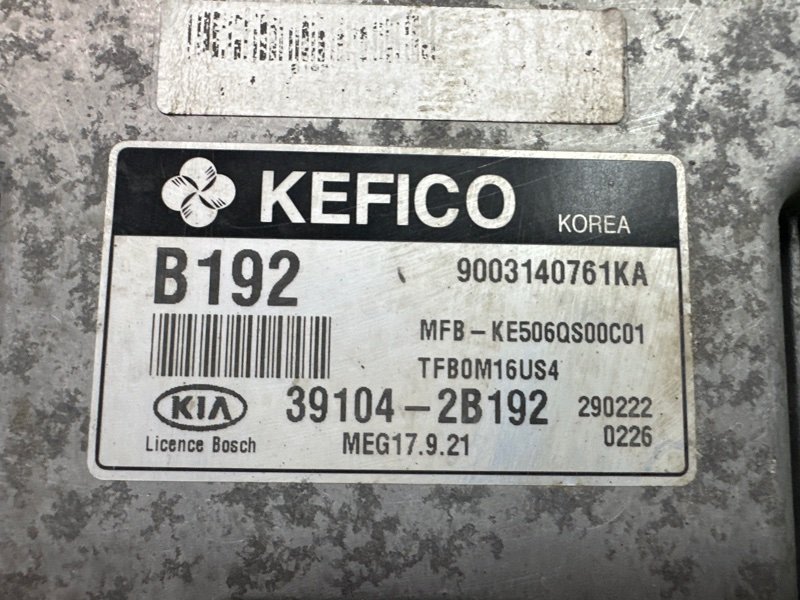 KEFICO KOREA
B192 9003140761KA
MFB-KE506QS00C01
TFB0M16US4
KIA 39104-2B192 290222
Licence Bosch MEG17.9.21 0226